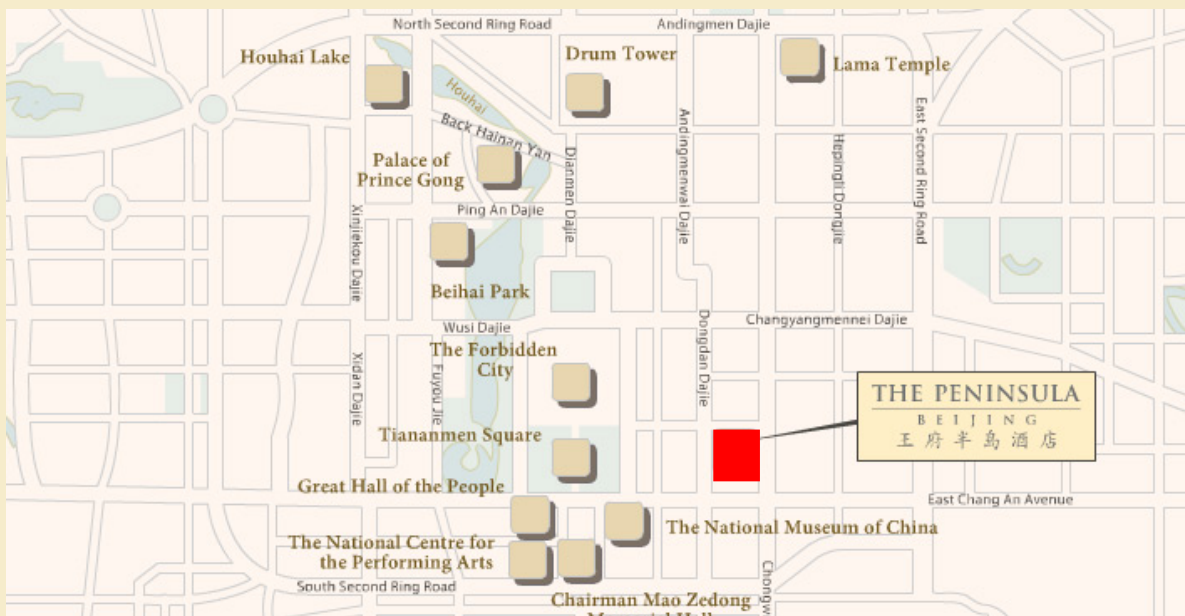 North Second Ring Road
Andingmen Dajie
Houhai Lake
Drum Tower
Lama Temple
Houhai
Back Hainan Yan
East Second Ring Road
Andingmenwai Dajie
Hepingli Dongjie
Palace of
Prince Gong
Dianmen Dajie
Ping An Dajie
Xinjiekou Dajie
Beihai Park
Wusi Dajie
Changyangmennei Dajie
Dongdan Dajie
The Forbidden
City
Xidan Dajie
Fuyou Jie
THE PENINSULA
BEIJING
王府半岛酒店
Tiananmen Square
Great Hall of the People
East Chang An Avenue
The National Museum of China
The National Centre for
the Performing Arts
South Second Ring Road
Chongw
Chairman Mao Zedong
Memorial Hall